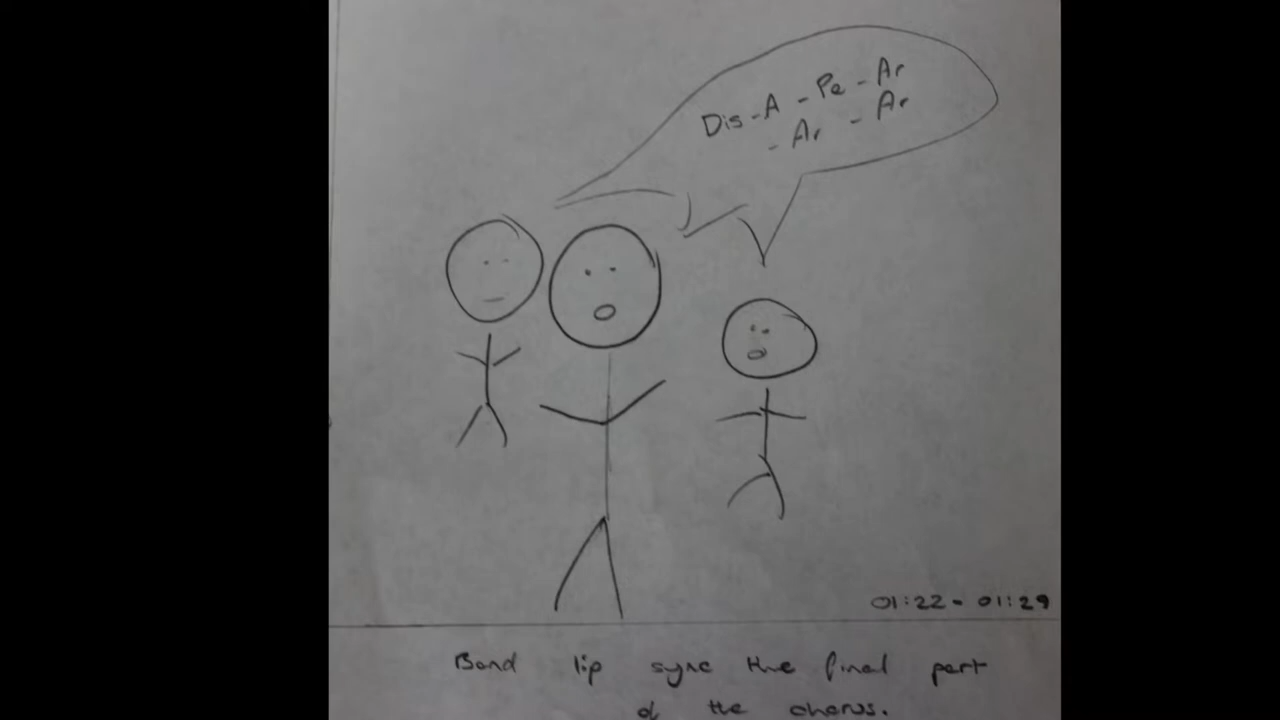 Dis-A-Pe-Ar
-Ar-Ar
01:22 - 01:29
Band lip sync the final part
of the chorus.